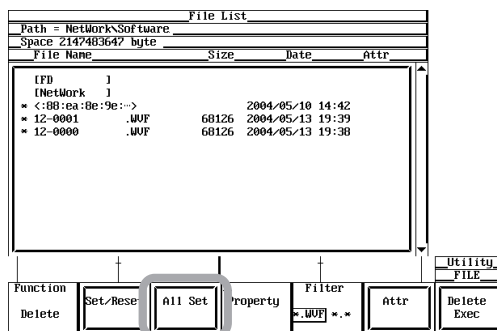 File List
Path = NetWork\Software
Space 2147483647 byte
File Name Size Date Attr
[FD ]
[NetWork ]
* <:88:ea:8e:9e:…> 2004/05/10 14:42
* 12-0001 .WVF 68126 2004/05/13 19:39
* 12-0000 .WVF 68126 2004/05/13 19:38
Utility
FILE
Function
Delete
Set/Reset
All Set
Property
Filter
*.WVF *.*
Attr
Delete
Exec